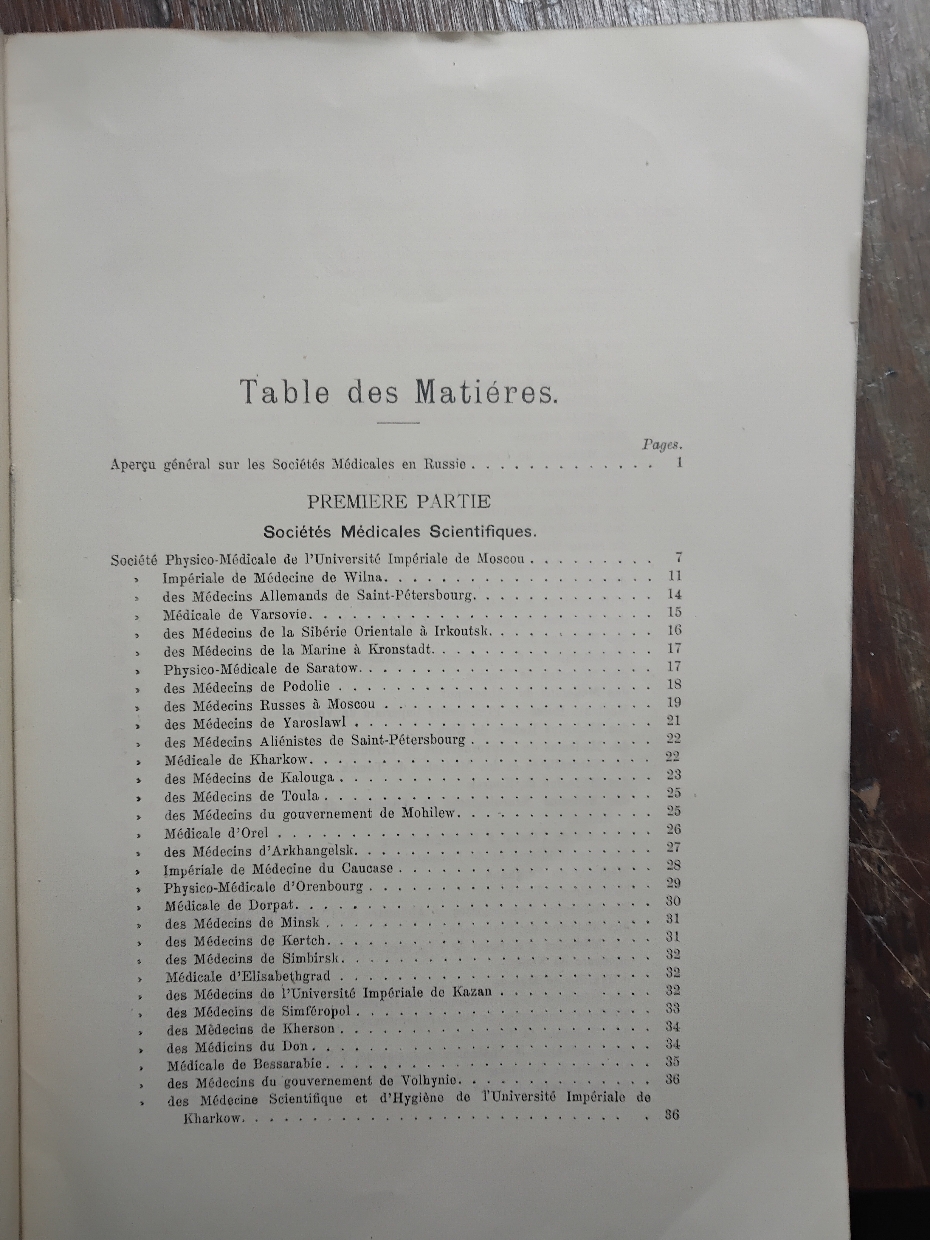 Table des Matiéres.
Pages.
Aperçu général sur les Sociétés Médicales en Russie . . . . . . . . . . . . . 1
PREMIERE PARTIE
Sociétés Médicales Scientifiques.
Société Physico-Médicale de l'Université Impériale de Moscou . . . . . . . . . 7
» Impériale de Médecine de Wilna. . . . . . . . . . . . . . . . . . . . 11
» des Médecins Allemands de Saint-Pétersbourg. . . . . . . . . . . . . . 14
» Médicale de Varsovie. . . . . . . . . . . . . . . . . . . . . . . . 15
» des Médecins de la Sibérie Orientale à Irkoutsk. . . . . . . . . . . . . 16
» des Médecins de la Marine à Kronstadt. . . . . . . . . . . . . . . . 17
» Physico-Médicale de Saratow. . . . . . . . . . . . . . . . . . . . . 17
» des Médecins de Podolie . . . . . . . . . . . . . . . . . . . . . . 18
» des Médecins Russes à Moscou . . . . . . . . . . . . . . . . . . . 19
» des Médecins de Yaroslawl . . . . . . . . . . . . . . . . . . . . . 21
» des Médecins Aliénistes de Saint-Pétersbourg . . . . . . . . . . . . . 22
» Médicale de Kharkow. . . . . . . . . . . . . . . . . . . . . . . . 22
» des Médecins de Kalouga . . . . . . . . . . . . . . . . . . . . . . 23
» des Médecins de Toula . . . . . . . . . . . . . . . . . . . . . . . 25
» des Médecins du gouvernement de Mohilew. . . . . . . . . . . . . . . 25
» Médicale d'Orel . . . . . . . . . . . . . . . . . . . . . . . . . . 26
» des Médecins d'Arkhangelsk. . . . . . . . . . . . . . . . . . . . . 27
» Impériale de Médecine du Caucase . . . . . . . . . . . . . . . . . . 28
» Physico-Médicale d'Orenbourg . . . . . . . . . . . . . . . . . . . . 29
» Médicale de Dorpat. . . . . . . . . . . . . . . . . . . . . . . . . 30
» des Médecins de Minsk . . . . . . . . . . . . . . . . . . . . . . . 31
» des Médecins de Kertch. . . . . . . . . . . . . . . . . . . . . . . 31
» des Médecins de Simbirsk. . . . . . . . . . . . . . . . . . . . . . 32
» Médicale d'Elisabethgrad . . . . . . . . . . . . . . . . . . . . . . 32
» des Médecins de l'Université Impériale de Kazan . . . . . . . . . . 32
» des Médecins de Simféropol . . . . . . . . . . . . . . . . . . . . . 33
» des Mèdecins de Kherson . . . . . . . . . . . . . . . . . . . . . . 34
» des Médicins du Don . . . . . . . . . . . . . . . . . . . . . . . . 34
» Médicale de Bessarabie . . . . . . . . . . . . . . . . . . . . . . . 35
» des Médecins du gouvernement de Volhynie. . . . . . . . . . . . . . . 36
» des Médecine Scientifique et d'Hygiène de l'Université Impériale de
Kharkow. . . . . . . . . . . . . . . . . . . . . . . . . . . . . . 36